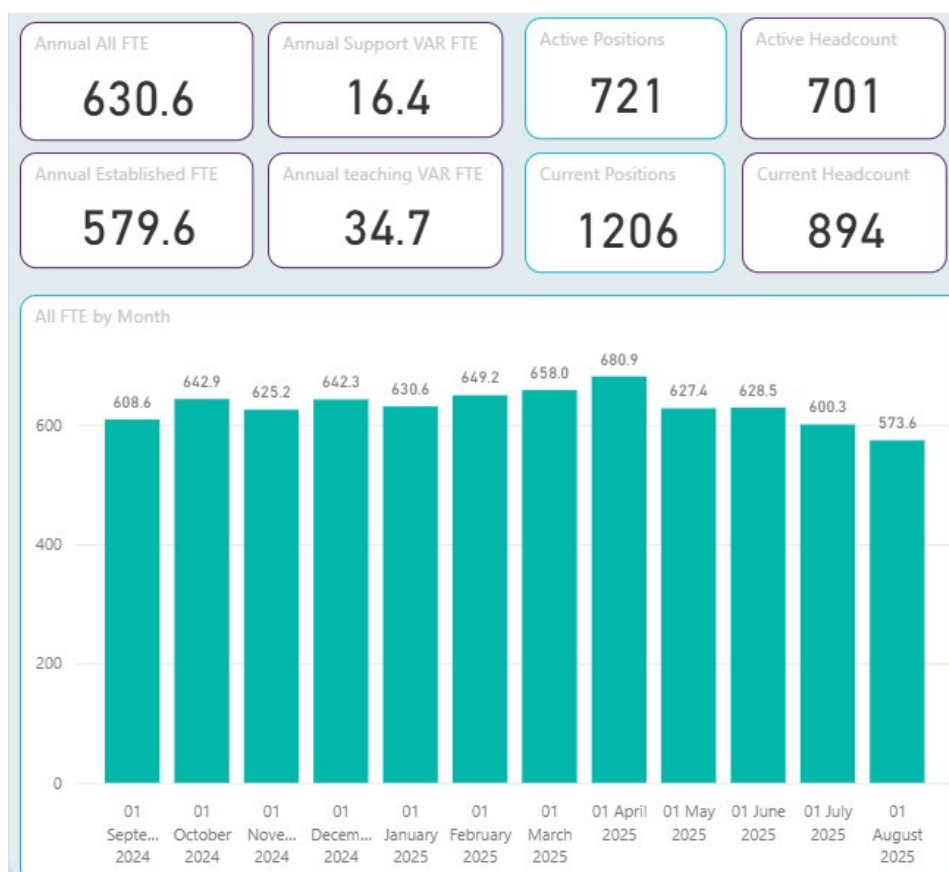 Annual All FTE
630.6
Annual Support VAR FTE
16.4
Active Positions
721
Active Headcount
701
Annual Established FTE
579.6
Annual teaching VAR FTE
34.7
Current Positions
1206
Current Headcount
894
All FTE by Month
608.6 642.9 625.2 642.3 630.6 649.2 658.0 680.9 627.4 628.5 600.3 573.6
600
400
200
0
01 Septe... 2024
01 October 2024
01 Nove... 2024
01 Decem... 2024
01 January 2025
01 February 2025
01 March 2025
01 April 2025
01 May 2025
01 June 2025
01 July 2025
01 August 2025